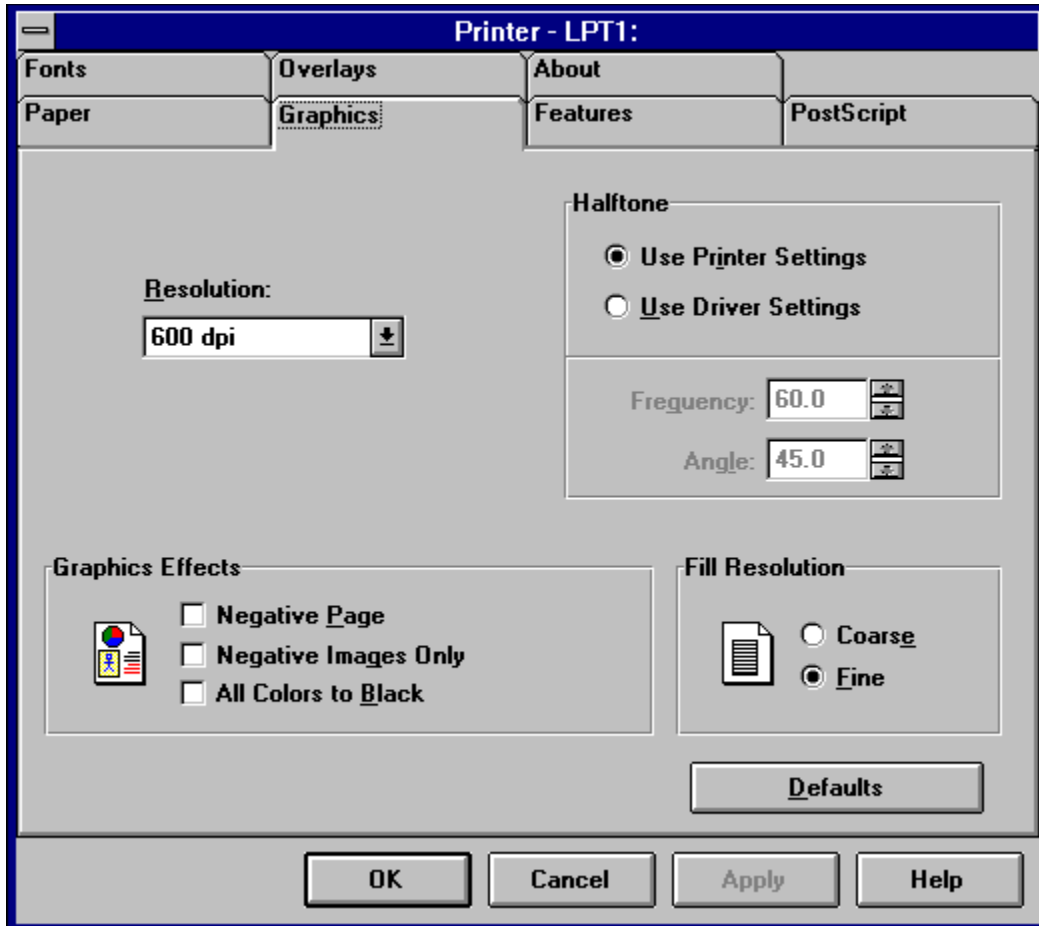 Printer - LPT1:
Fonts
Overlays
About
Paper
Graphics
Features
PostScript
Resolution:
600 dpi
Halftone
Use Printer Settings
Use Driver Settings
Frequency: 60.0
Angle: 45.0
Graphics Effects
Negative Page
Negative Images Only
All Colors to Black
Fill Resolution
Coarse
Fine
Defaults
OK
Cancel
Apply
Help